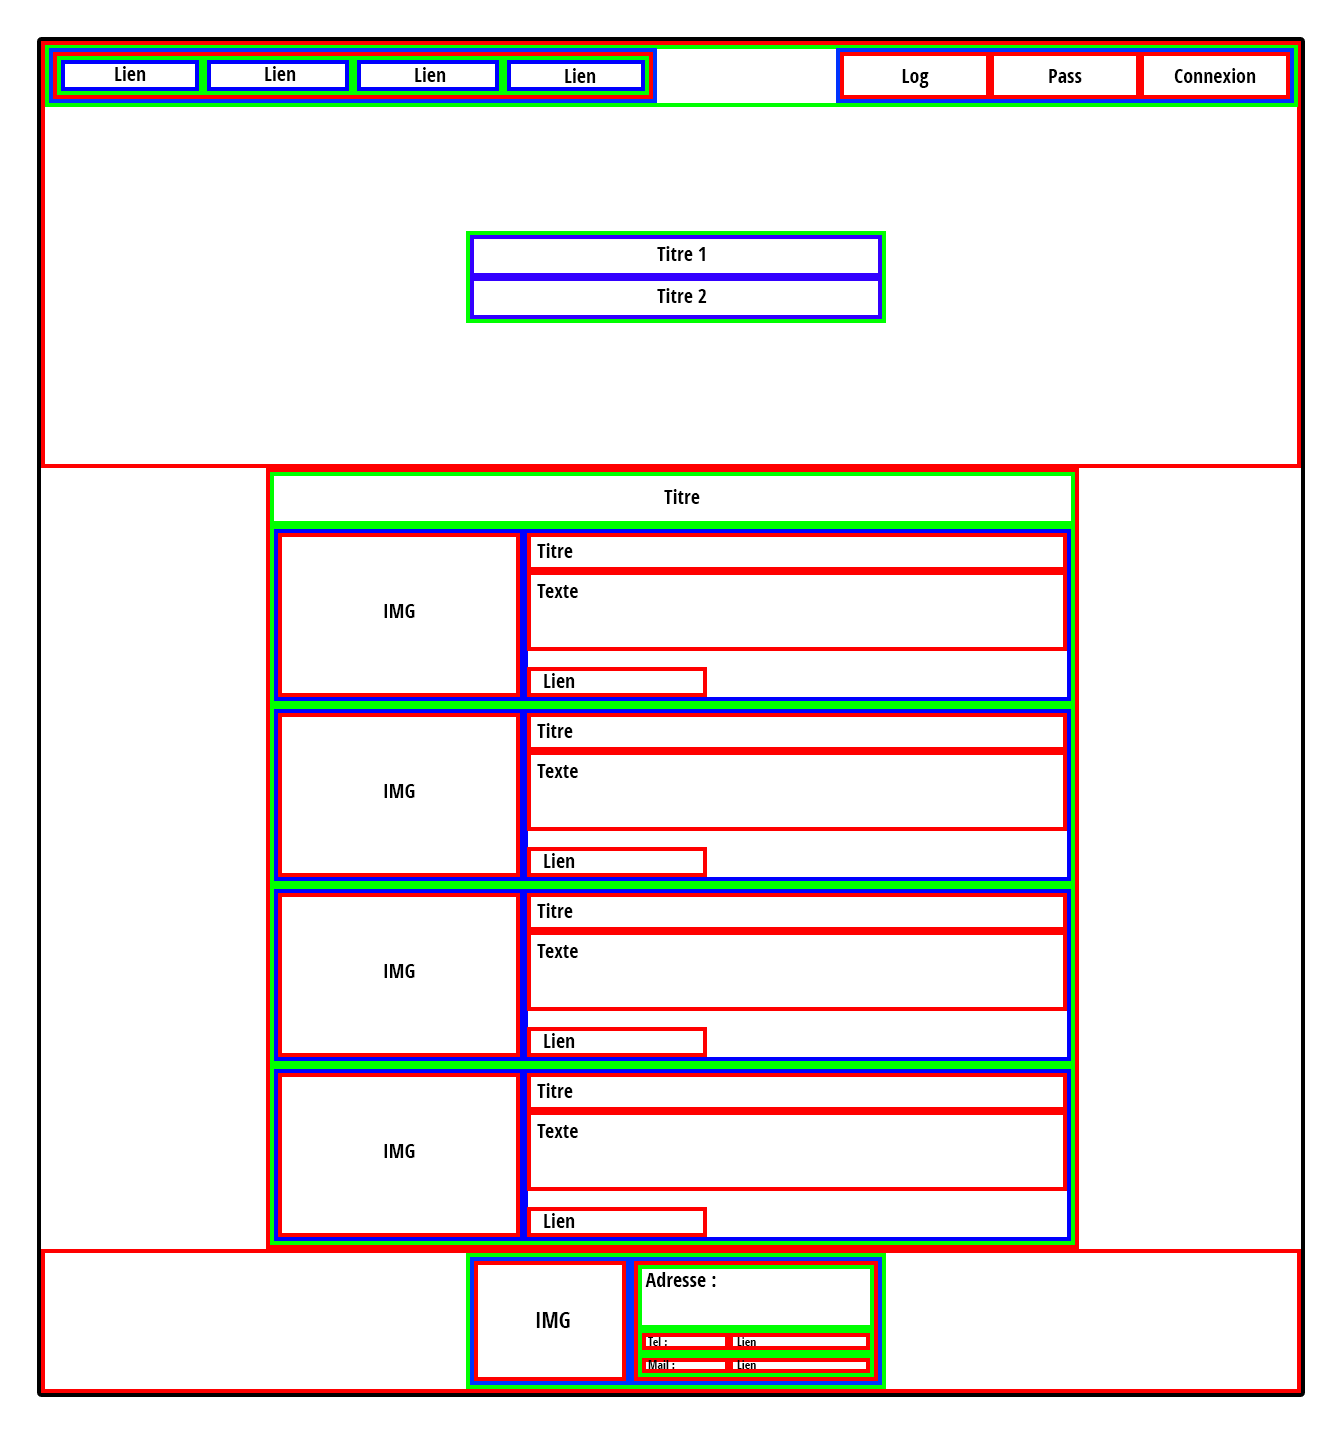 Lien Lien Lien Lien Log Pass Connexion
Titre 1
Titre 2
Titre
IMG
Titre
Texte
Lien
IMG
Titre
Texte
Lien
IMG
Titre
Texte
Lien
IMG
Titre
Texte
Lien
IMG
Adresse :
Tel : Lien
Mail : Lien